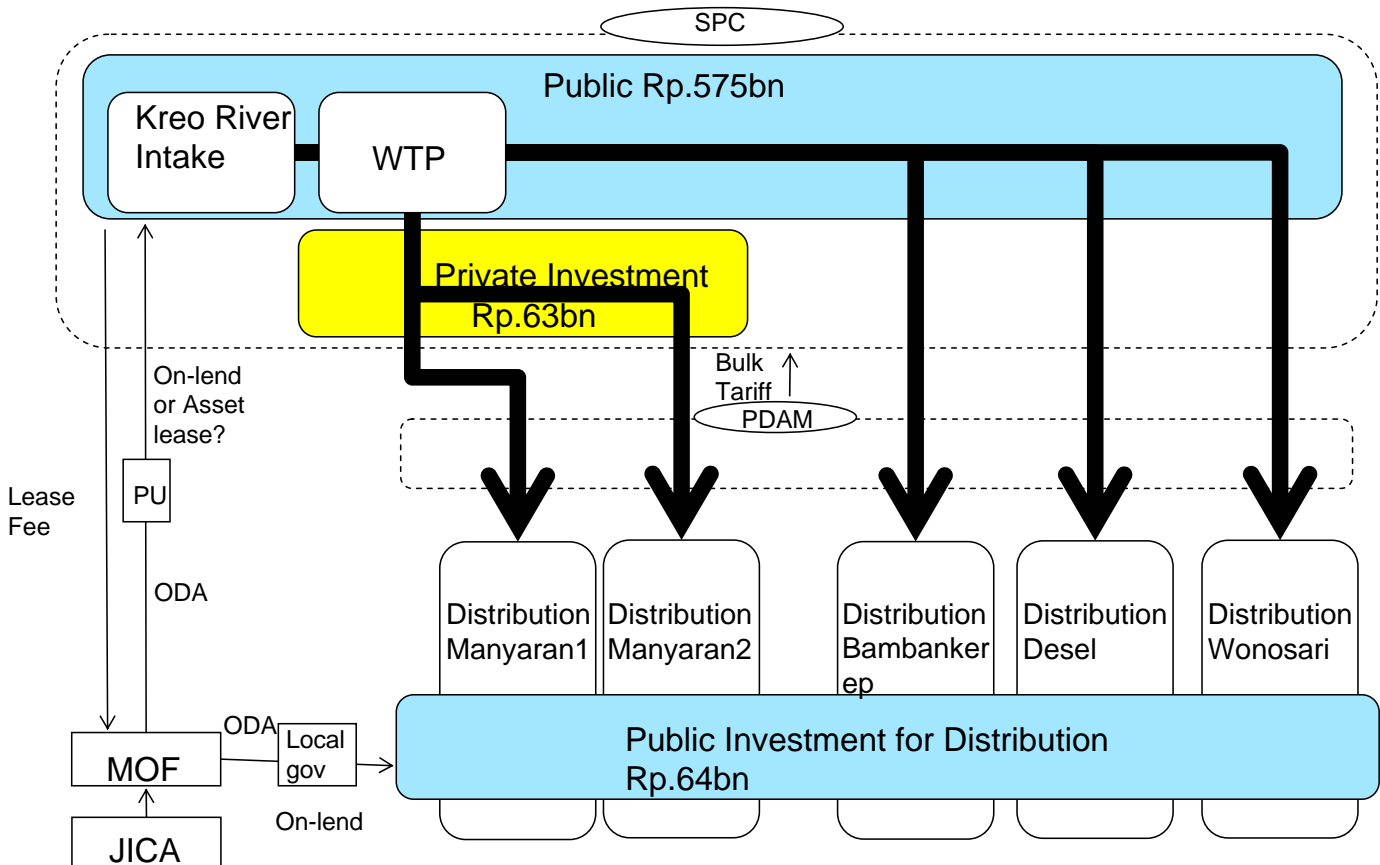 SPC
Public Rp.575bn
Kreo River
Intake
WTP
Private Investment
Rp.63bn
On-lend
or Asset
lease?
Bulk
Tariff
PDAM
Lease
Fee
PU
ODA
Distribution
Manyaran1
Distribution
Manyaran2
Distribution
Bambanker
ep
Distribution
Desel
Distribution
Wonosari
MOF
ODA
Local
gov
On-lend
Public Investment for Distribution
Rp.64bn
JICA